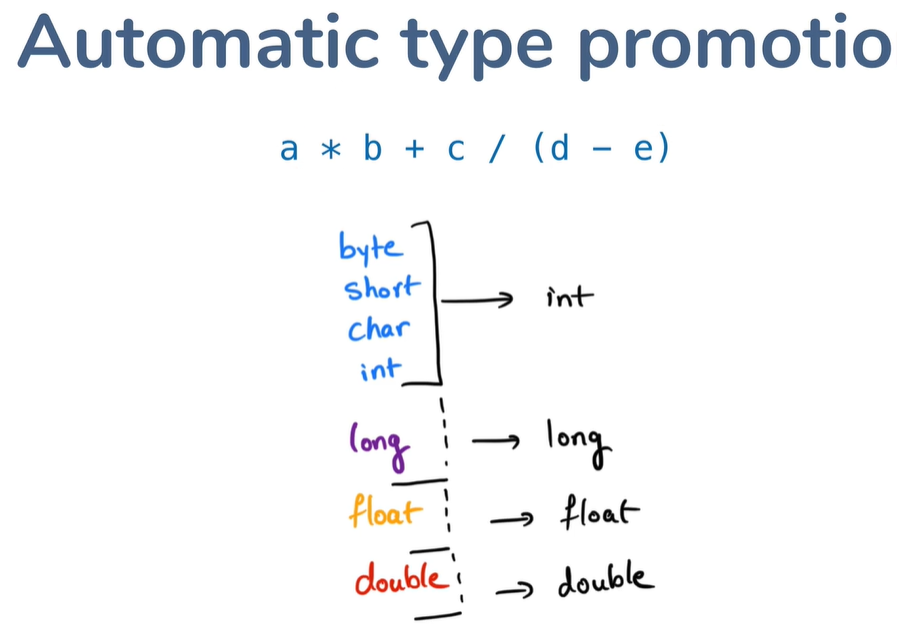 Automatic type promotio
a * b + c / (d - e)
byte
short
char
int
→ int
long → long
float → float
double → double